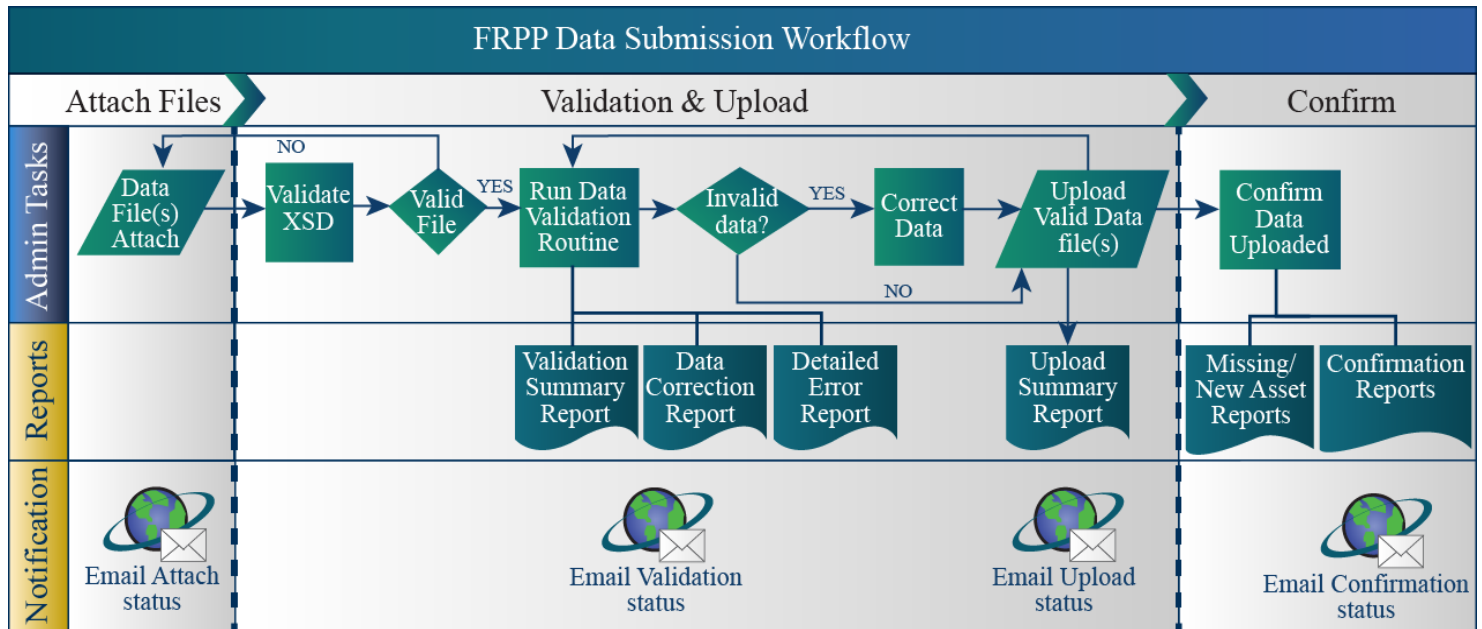 FRPP Data Submission Workflow
Attach Files
Validation & Upload
Confirm
Admin Tasks
Data
File(s)
Attach
Validate
XSD
NO
Valid
File
YES
Run Data
Validation
Routine
Invalid
data?
YES
NO
Correct
Data
Upload
Valid Data
file(s)
Confirm
Data
Uploaded
Reports
Validation
Summary
Report
Data
Correction
Report
Detailed
Error
Report
Upload
Summary
Report
Missing/
New Asset
Reports
Confirmation
Reports
Notification
Email Attach
status
Email Validation
status
Email Upload
status
Email Confirmation
status